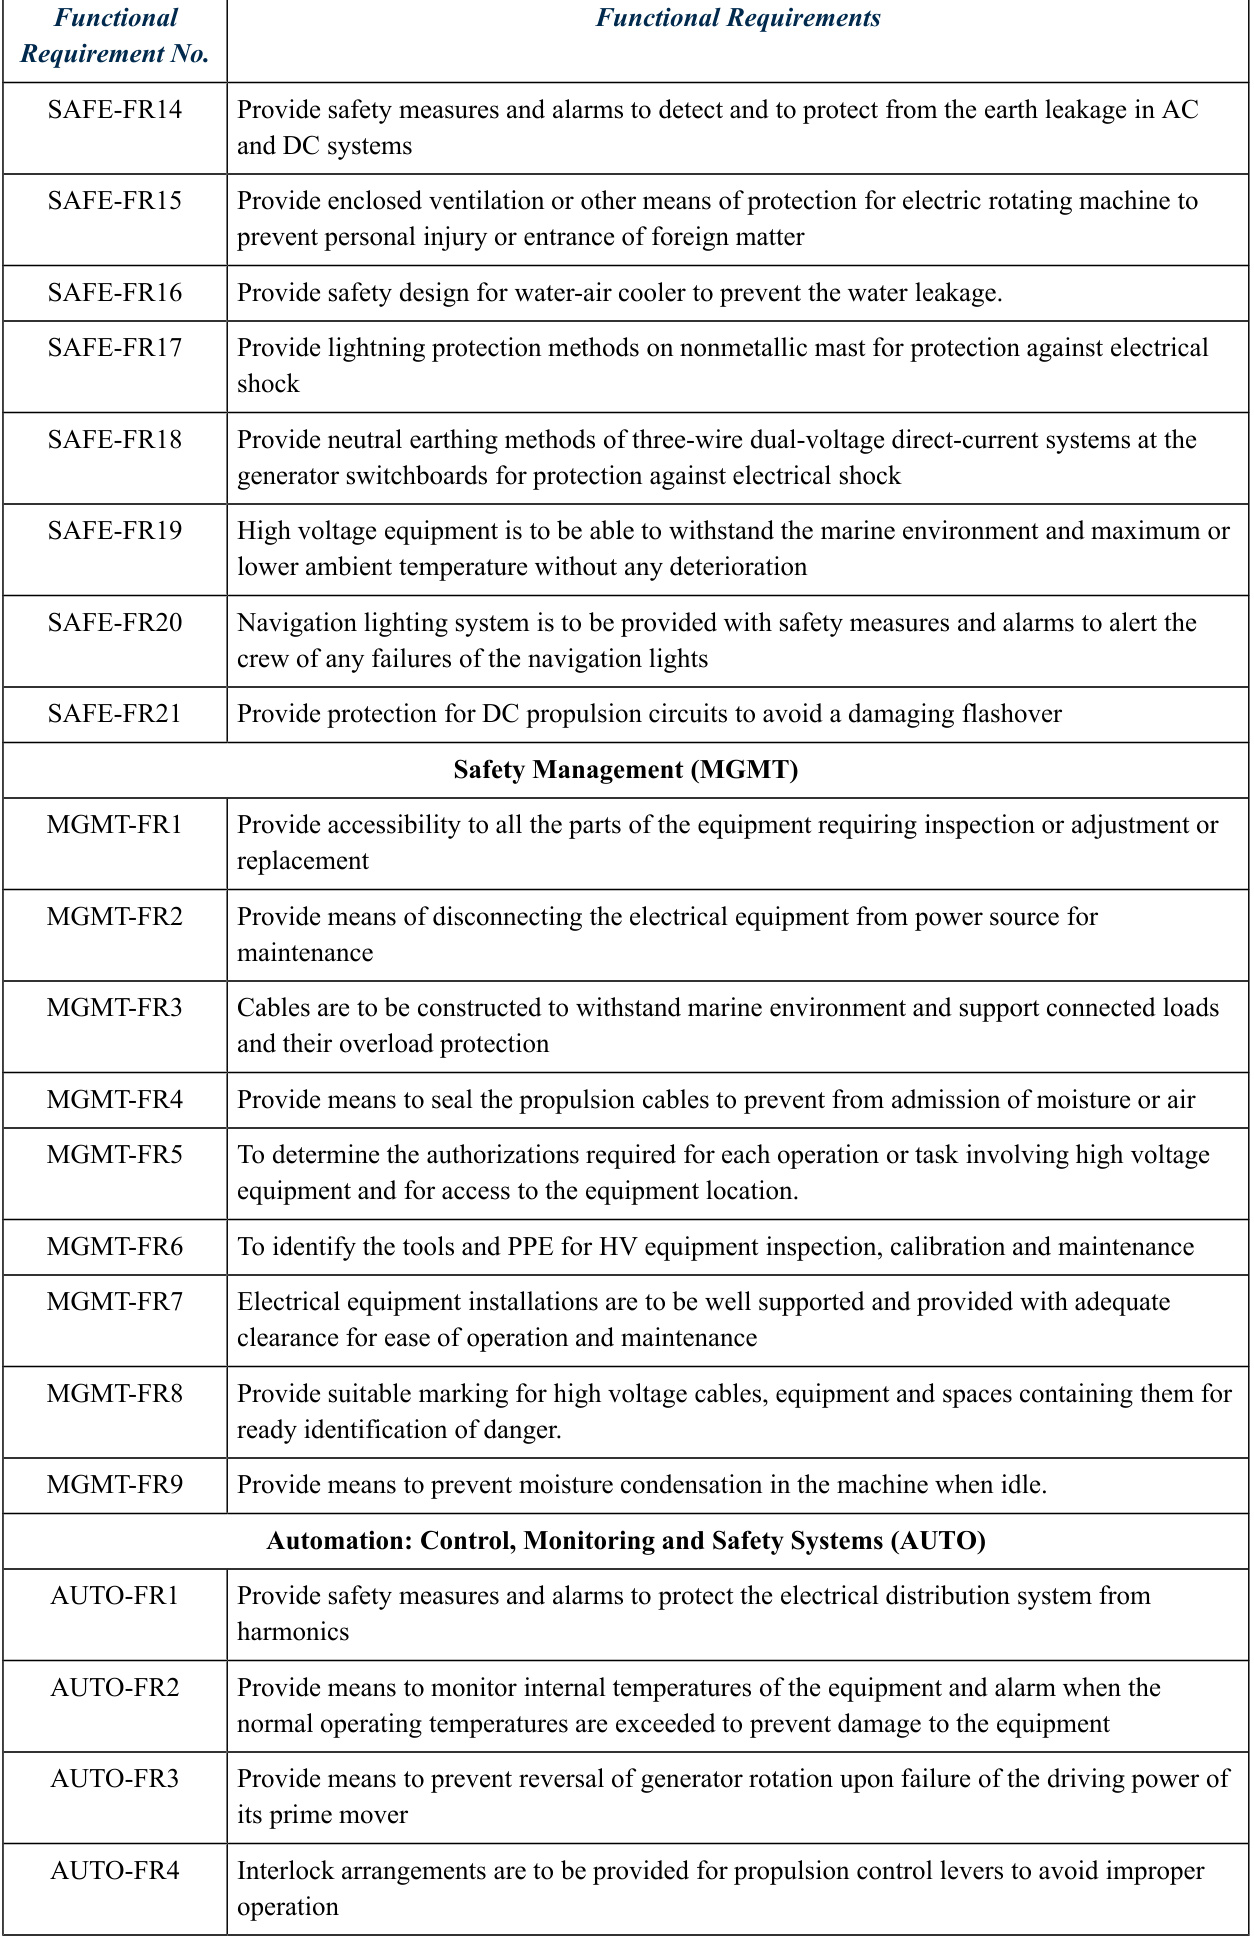 Functional
Requirement No.
Functional Requirements
SAFE-FR14
Provide safety measures and alarms to detect and to protect from the earth leakage in AC
and DC systems
SAFE-FR15
Provide enclosed ventilation or other means of protection for electric rotating machine to
prevent personal injury or entrance of foreign matter
SAFE-FR16
Provide safety design for water-air cooler to prevent the water leakage.
SAFE-FR17
Provide lightning protection methods on nonmetallic mast for protection against electrical
shock
SAFE-FR18
Provide neutral earthing methods of three-wire dual-voltage direct-current systems at the
generator switchboards for protection against electrical shock
SAFE-FR19
High voltage equipment is to be able to withstand the marine environment and maximum or
lower ambient temperature without any deterioration
SAFE-FR20
Navigation lighting system is to be provided with safety measures and alarms to alert the
crew of any failures of the navigation lights
SAFE-FR21
Provide protection for DC propulsion circuits to avoid a damaging flashover
Safety Management (MGMT)
MGMT-FR1
Provide accessibility to all the parts of the equipment requiring inspection or adjustment or
replacement
MGMT-FR2
Provide means of disconnecting the electrical equipment from power source for
maintenance
MGMT-FR3
Cables are to be constructed to withstand marine environment and support connected loads
and their overload protection
MGMT-FR4
Provide means to seal the propulsion cables to prevent from admission of moisture or air
MGMT-FR5
To determine the authorizations required for each operation or task involving high voltage
equipment and for access to the equipment location.
MGMT-FR6
To identify the tools and PPE for HV equipment inspection, calibration and maintenance
MGMT-FR7
Electrical equipment installations are to be well supported and provided with adequate
clearance for ease of operation and maintenance
MGMT-FR8
Provide suitable marking for high voltage cables, equipment and spaces containing them for
ready identification of danger.
MGMT-FR9
Provide means to prevent moisture condensation in the machine when idle.
Automation: Control, Monitoring and Safety Systems (AUTO)
AUTO-FR1
Provide safety measures and alarms to protect the electrical distribution system from
harmonics
AUTO-FR2
Provide means to monitor internal temperatures of the equipment and alarm when the
normal operating temperatures are exceeded to prevent damage to the equipment
AUTO-FR3
Provide means to prevent reversal of generator rotation upon failure of the driving power of
its prime mover
AUTO-FR4
Interlock arrangements are to be provided for propulsion control levers to avoid improper
operation